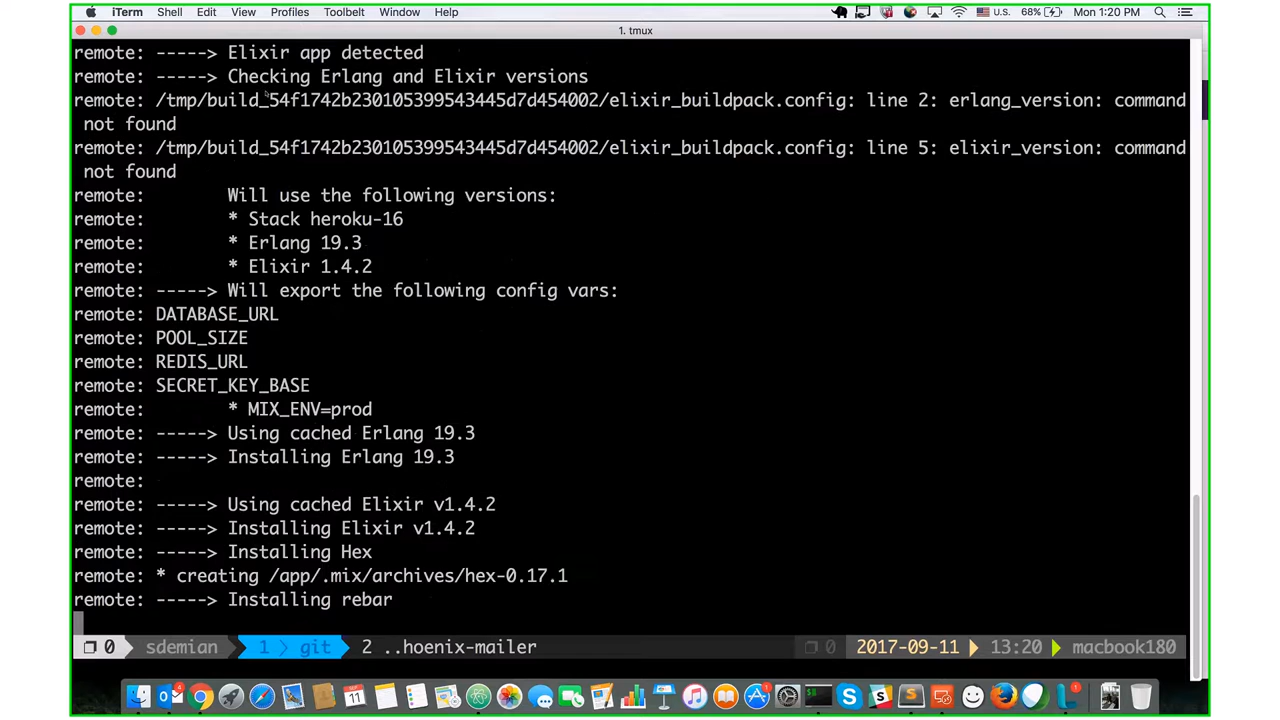 iTerm Shell Edit View Profiles Toolbelt Window Help U.S. 68% Mon 1:20 PM
1. tmux
remote: -----> Elixir app detected
remote: -----> Checking Erlang and Elixir versions
remote: /tmp/build_54f1742b230105399543445d7d454002/elixir_buildpack.config: line 2: erlang_version: command
not found
remote: /tmp/build_54f1742b230105399543445d7d454002/elixir_buildpack.config: line 5: elixir_version: command
not found
remote: Will use the following versions:
remote: * Stack heroku-16
remote: * Erlang 19.3
remote: * Elixir 1.4.2
remote: -----> Will export the following config vars:
remote: DATABASE_URL
remote: POOL_SIZE
remote: REDIS_URL
remote: SECRET_KEY_BASE
remote: * MIX_ENV=prod
remote: -----> Using cached Erlang 19.3
remote: -----> Installing Erlang 19.3
remote:
remote: -----> Using cached Elixir v1.4.2
remote: -----> Installing Elixir v1.4.2
remote: -----> Installing Hex
remote: * creating /app/.mix/archives/hex-0.17.1
remote: -----> Installing rebar
0 sdemian 1 git 2 ..hoenix-mailer 0 2017-09-11 13:20 macbook180